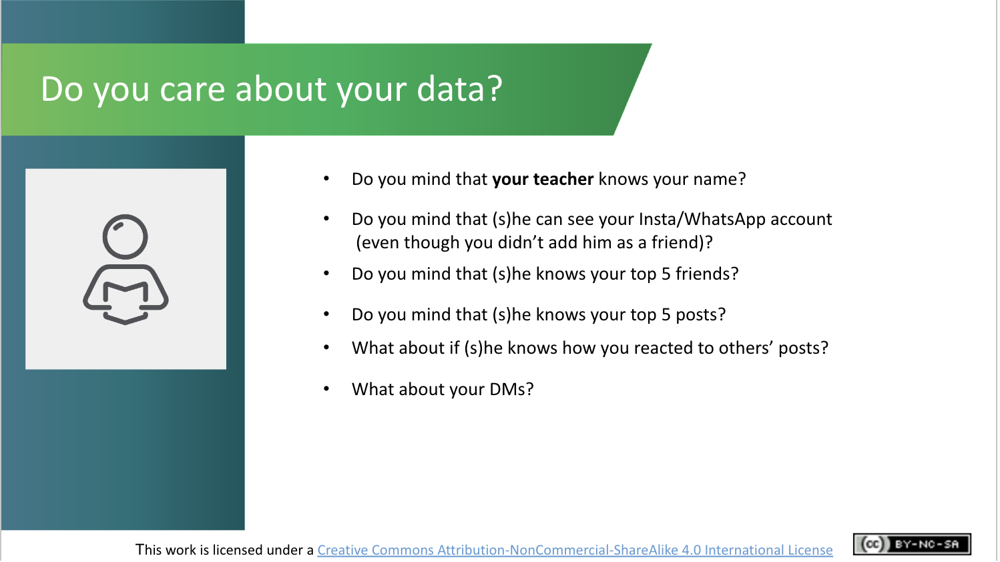 Do you care about your data?
• Do you mind that your teacher knows your name?
• Do you mind that (s)he can see your Insta/WhatsApp account
(even though you didn’t add him as a friend)?
• Do you mind that (s)he knows your top 5 friends?
• Do you mind that (s)he knows your top 5 posts?
• What about if (s)he knows how you reacted to others’ posts?
• What about your DMs?
This work is licensed under a Creative Commons Attribution-NonCommercial-ShareAlike 4.0 International License
(cc) BY-NC-SA